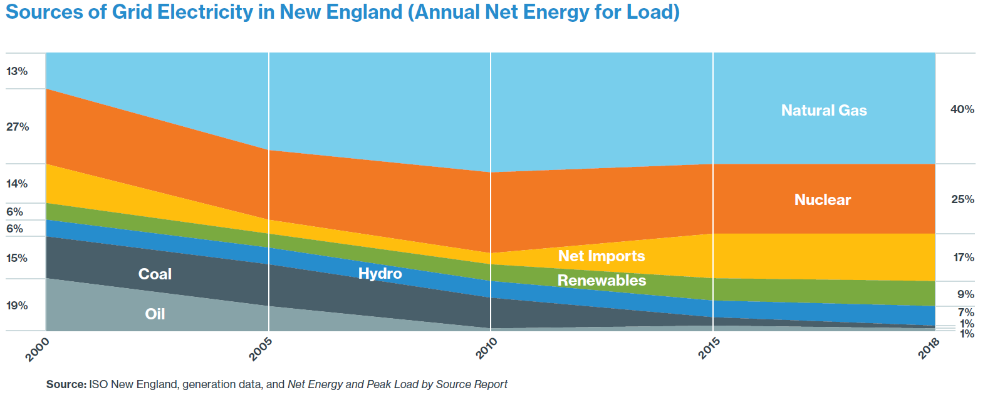 Sources of Grid Electricity in New England (Annual Net Energy for Load)
13%
27%
14%
6%
6%
15%
19%
Natural Gas
Nuclear
Net Imports
Renewables
Hydro
Coal
Oil
40%
25%
17%
9%
7%
1%
1%
2000
2005
2010
2015
2018
Source: ISO New England, generation data, and Net Energy and Peak Load by Source Report